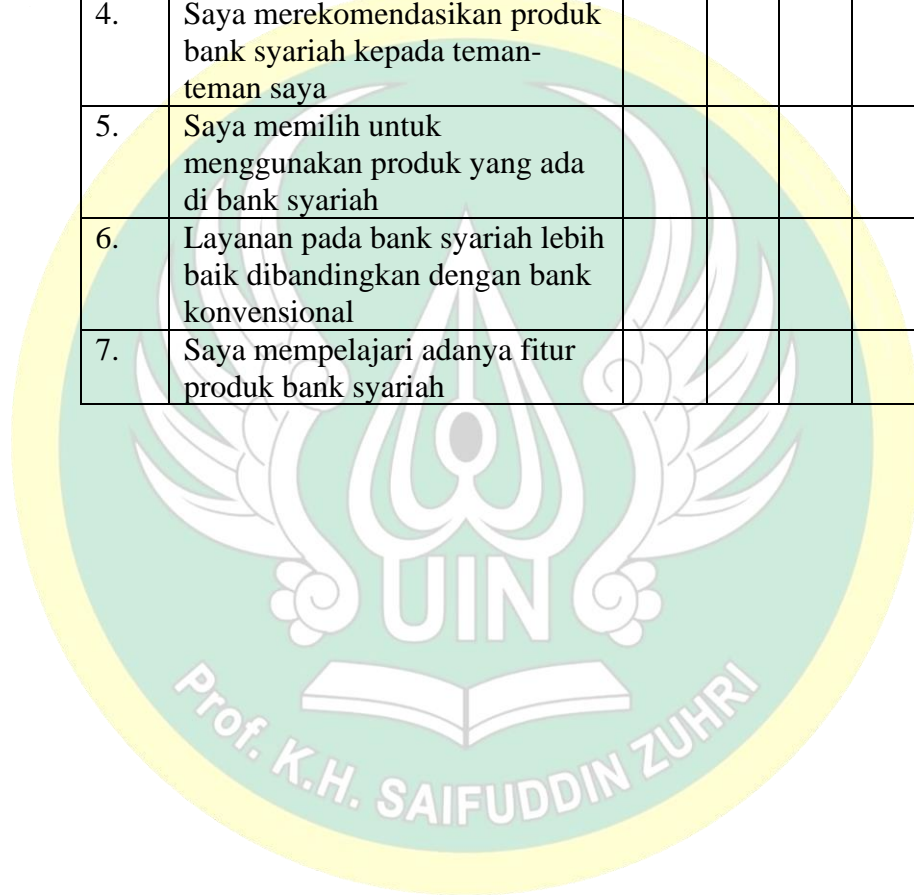 4. Saya merekomendasikan produk
bank syariah kepada teman-
teman saya
5. Saya memilih untuk
menggunakan produk yang ada
di bank syariah
6. Layanan pada bank syariah lebih
baik dibandingkan dengan bank
konvensional
7. Saya mempelajari adanya fitur
produk bank syariah
UIN
Prof. K.H. SAIFUDDIN ZUHRI